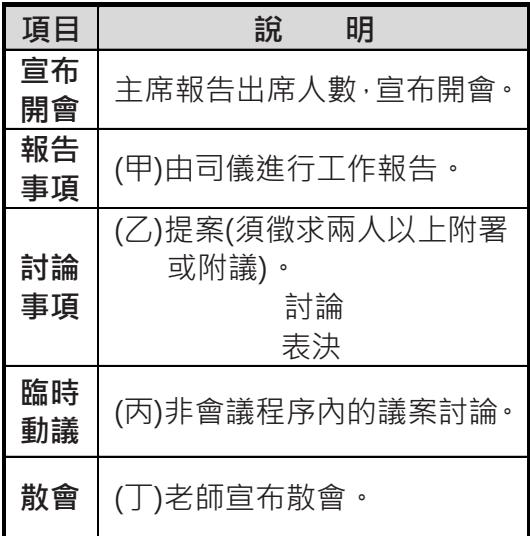 項目 說 明
宣布
開會
主席報告出席人數,宣布開會。
報告
事項
(甲)由司儀進行工作報告。
討論
事項
(乙)提案(須徵求兩人以上附署
或附議)。
討論
表決
臨時
動議
(丙)非會議程序內的議案討論。
散會
(丁)老師宣布散會。